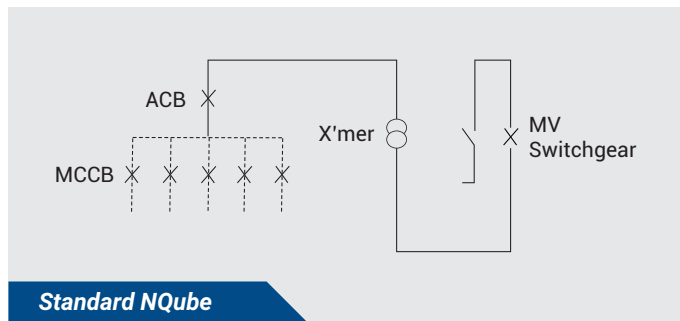 ACB
X'mer
MV
Switchgear
MCCB
Standard NQube